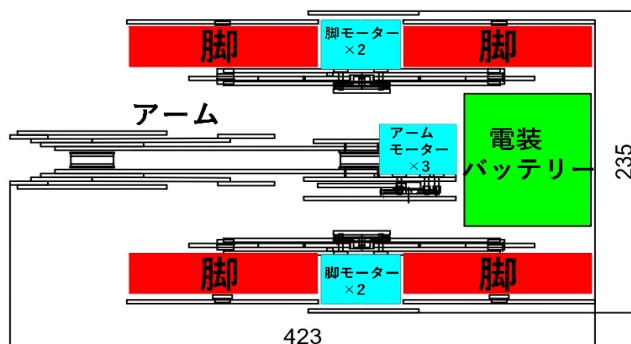 脚
脚モーター
×2
脚
アーム
アーム
モーター
×3
電装
バッテリー
235
脚
脚モーター
×2
脚
423